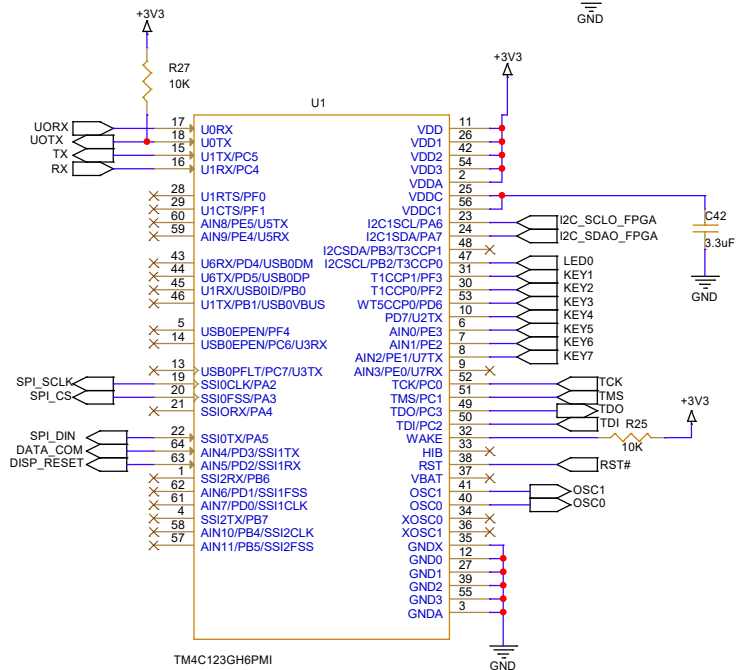 GND
+3V3
R27
10K
+3V3
U1
UORX 17 U0RX
UOTX 18 U0TX
TX 15 U1TX/PC5
RX 16 U1RX/PC4
28 U1RTS/PF0
29 U1CTS/PF1
60 AIN8/PE5/U5TX
59 AIN9/PE4/U5RX
43 U6RX/PD4/USB0DM
44 U6TX/PD5/USB0DP
45 U1RX/USB0ID/PB0
46 U1TX/PB1/USB0VBUS
5 USB0EPEN/PF4
14 USB0EPEN/PC6/U3RX
13 USB0PFLT/PC7/U3TX
SPI_SCLK 19 SSI0CLK/PA2
SPI_CS 20 SSI0FSS/PA3
21 SSIORX/PA4
SPI_DIN 22 SSI0TX/PA5
DATA_COM 64 AIN4/PD3/SSI1TX
DISP_RESET 63 AIN5/PD2/SSI1RX
1 SSI2RX/PB6
62 AIN6/PD1/SSI1FSS
61 AIN7/PD0/SSI1CLK
4 SSI2TX/PB7
58 AIN10/PB4/SSI2CLK
57 AIN11/PB5/SSI2FSS
VDD 11
VDD1 26
VDD2 42
VDD3 54
VDDA 2
VDDC 25
VDDC1 56
I2C1SCL/PA6 23 I2C_SCLO_FPGA
I2C1SDA/PA7 24 I2C_SDAO_FPGA
I2CSDA/PB3/T3CCP1 48
I2CSCL/PB2/T3CCP0 47 LED0
T1CCP1/PF3 31 KEY1
T1CCP0/PF2 30 KEY2
WT5CCP0/PD6 53 KEY3
PD7/U2TX 10 KEY4
AIN0/PE3 6 KEY5
AIN1/PE2 7 KEY6
AIN2/PE1/U7TX 8 KEY7
AIN3/PE0/U7RX 9
TCK/PC0 52 TCK
TMS/PC1 51 TMS
TDO/PC3 49 TDO
TDI/PC2 50 TDI
WAKE 32
HIB 33
RST 38 RST#
VBAT 37
OSC1 41 OSC1
OSC0 40 OSC0
XOSC0 34
XOSC1 36
GNDX 35
GND0 12
GND1 27
GND2 39
GND3 55
GNDA 3
C42
3.3uF
GND
+3V3
R25
10K
GND
TM4C123GH6PMI